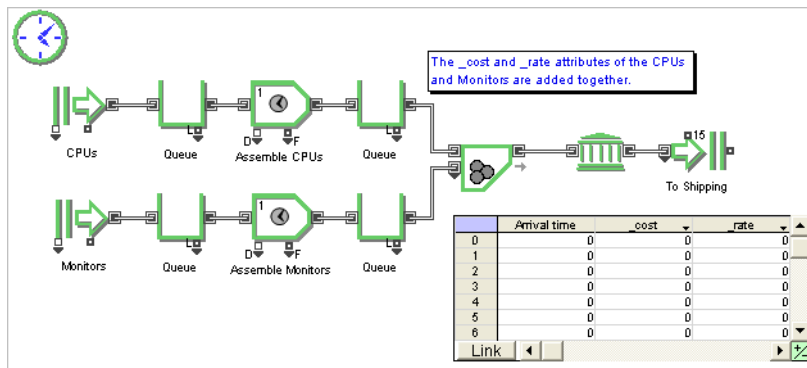 The _cost and _rate attributes of the CPUs
and Monitors are added together.
1
L
D F
L
CPUs
Queue
Assemble CPUs
Queue
15
To Shipping
1
L
D F
L
Monitors
Queue
Assemble Monitors
Queue
Arrival time _cost _rate
0 0 0 0
1 0 0 0
2 0 0 0
3 0 0 0
4 0 0 0
5 0 0 0
6 0 0 0
Link